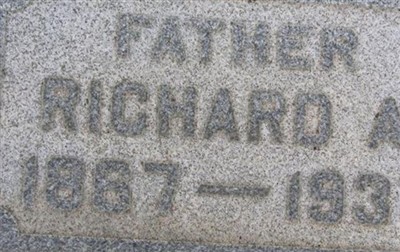 FATHER
RICHARD A
1867 — 193